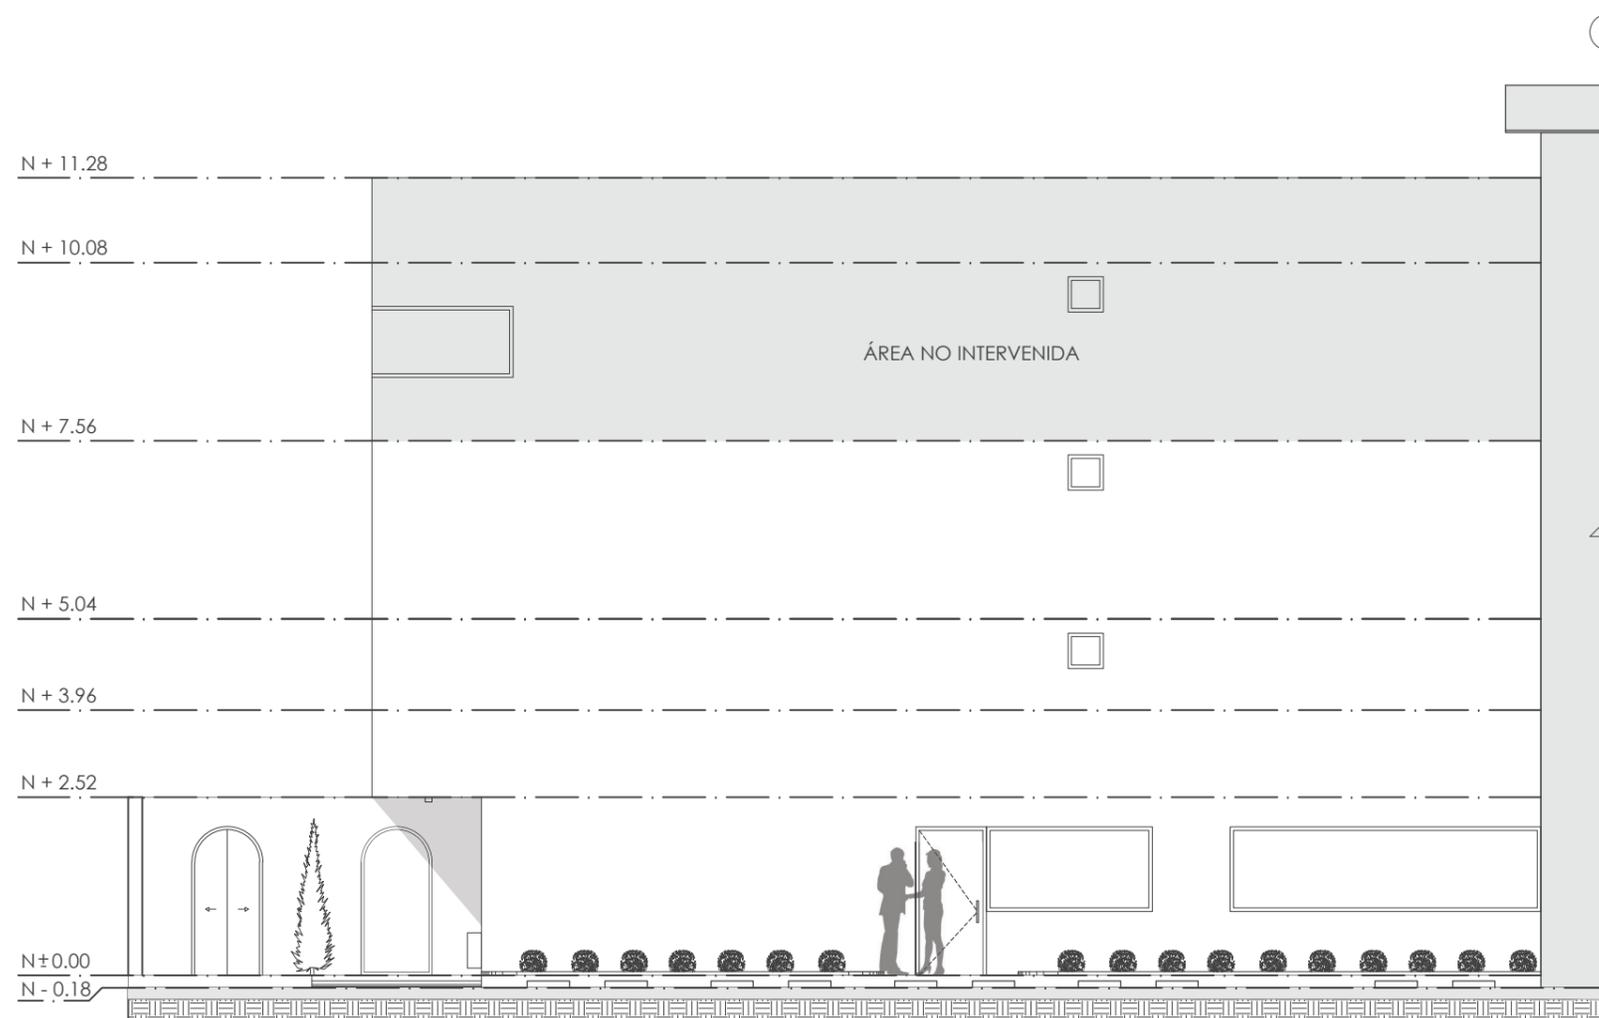 N + 11.28
N + 10.08
ÁREA NO INTERVENIDA
N + 7.56
N + 5.04
N + 3.96
N + 2.52
N±0.00
N - 0.18